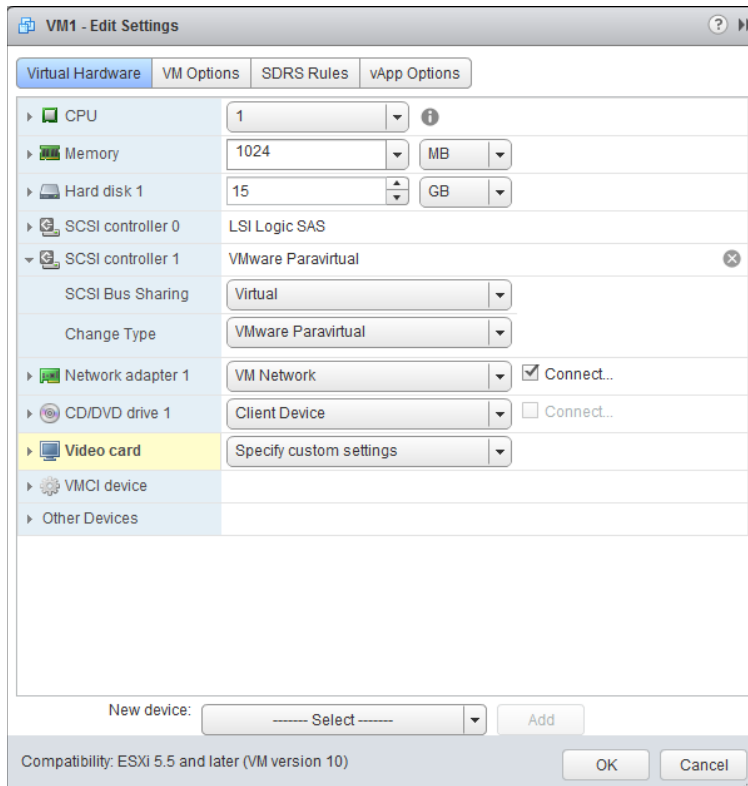 VM1 - Edit Settings
?
Virtual Hardware VM Options SDRS Rules vApp Options
CPU 1
Memory 1024 MB
Hard disk 1 15 GB
SCSI controller 0 LSI Logic SAS
SCSI controller 1 VMware Paravirtual
SCSI Bus Sharing Virtual
Change Type VMware Paravirtual
Network adapter 1 VM Network Connect...
CD/DVD drive 1 Client Device Connect...
Video card Specify custom settings
VMCI device
Other Devices
New device: ------- Select ------- Add
Compatibility: ESXi 5.5 and later (VM version 10) OK Cancel